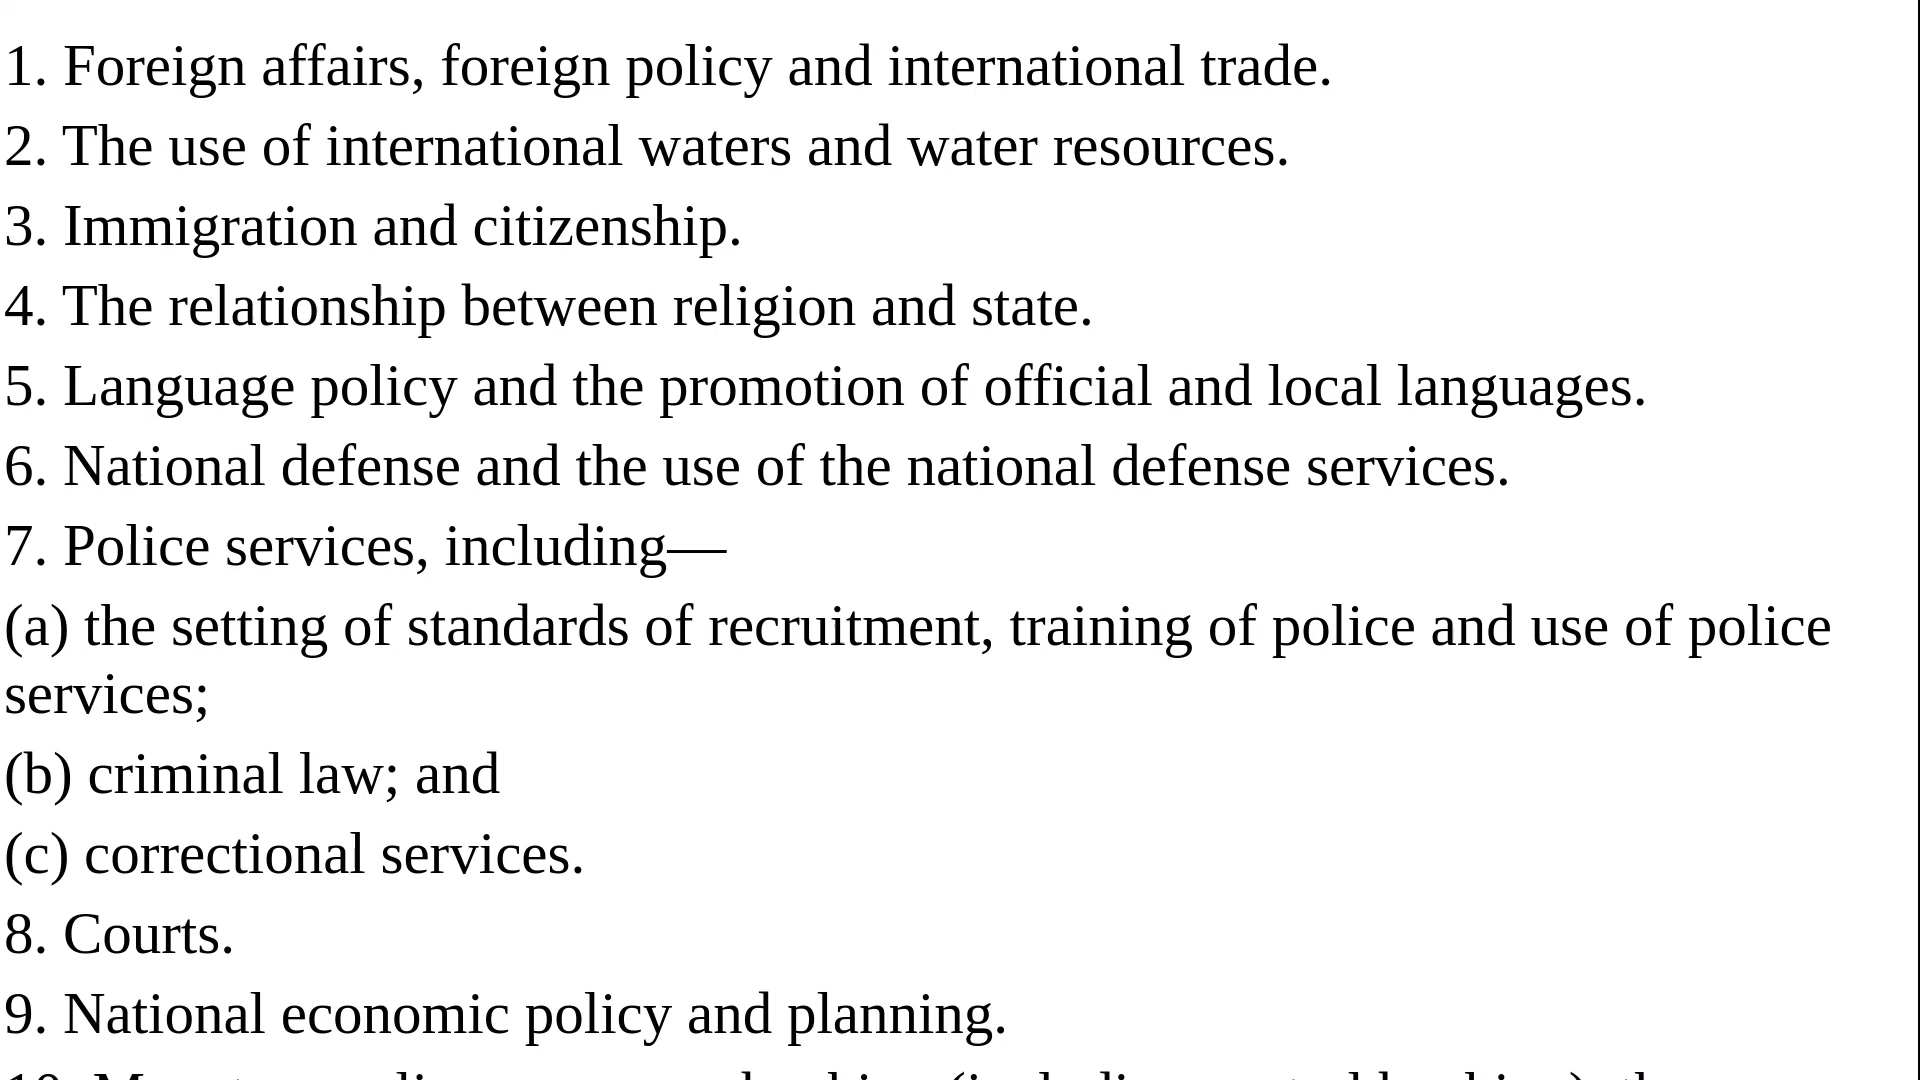 1. Foreign affairs, foreign policy and international trade.
2. The use of international waters and water resources.
3. Immigration and citizenship.
4. The relationship between religion and state.
5. Language policy and the promotion of official and local languages.
6. National defense and the use of the national defense services.
7. Police services, including—
(a) the setting of standards of recruitment, training of police and use of police
services;
(b) criminal law; and
(c) correctional services.
8. Courts.
9. National economic policy and planning.